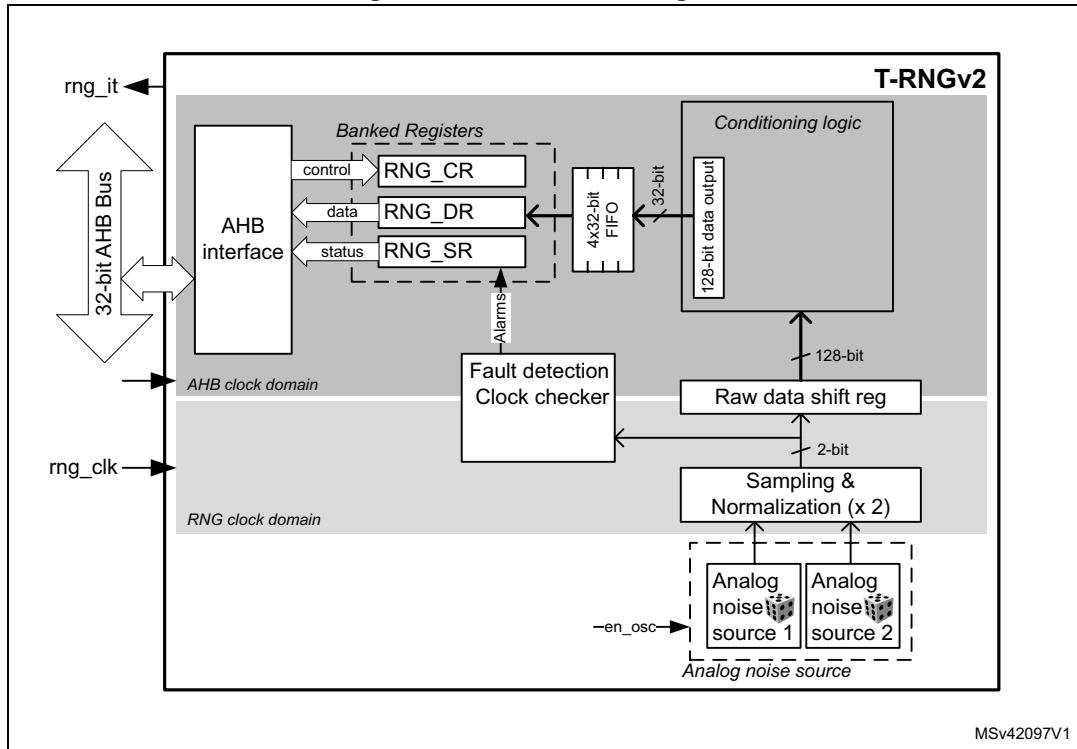 T-RNGv2
rng_it
Banked Registers
Conditioning logic
32-bit AHB Bus
AHB
interface
control
RNG_CR
data
RNG_DR
status
RNG_SR
4x32-bit
FIFO
32-bit
128-bit data output
Alarms
128-bit
AHB clock domain
Fault detection
Clock checker
Raw data shift reg
2-bit
rng_clk
Sampling &
Normalization (x 2)
RNG clock domain
Analog
noise
source 1
Analog
noise
source 2
en_osc
Analog noise source
MSv42097V1